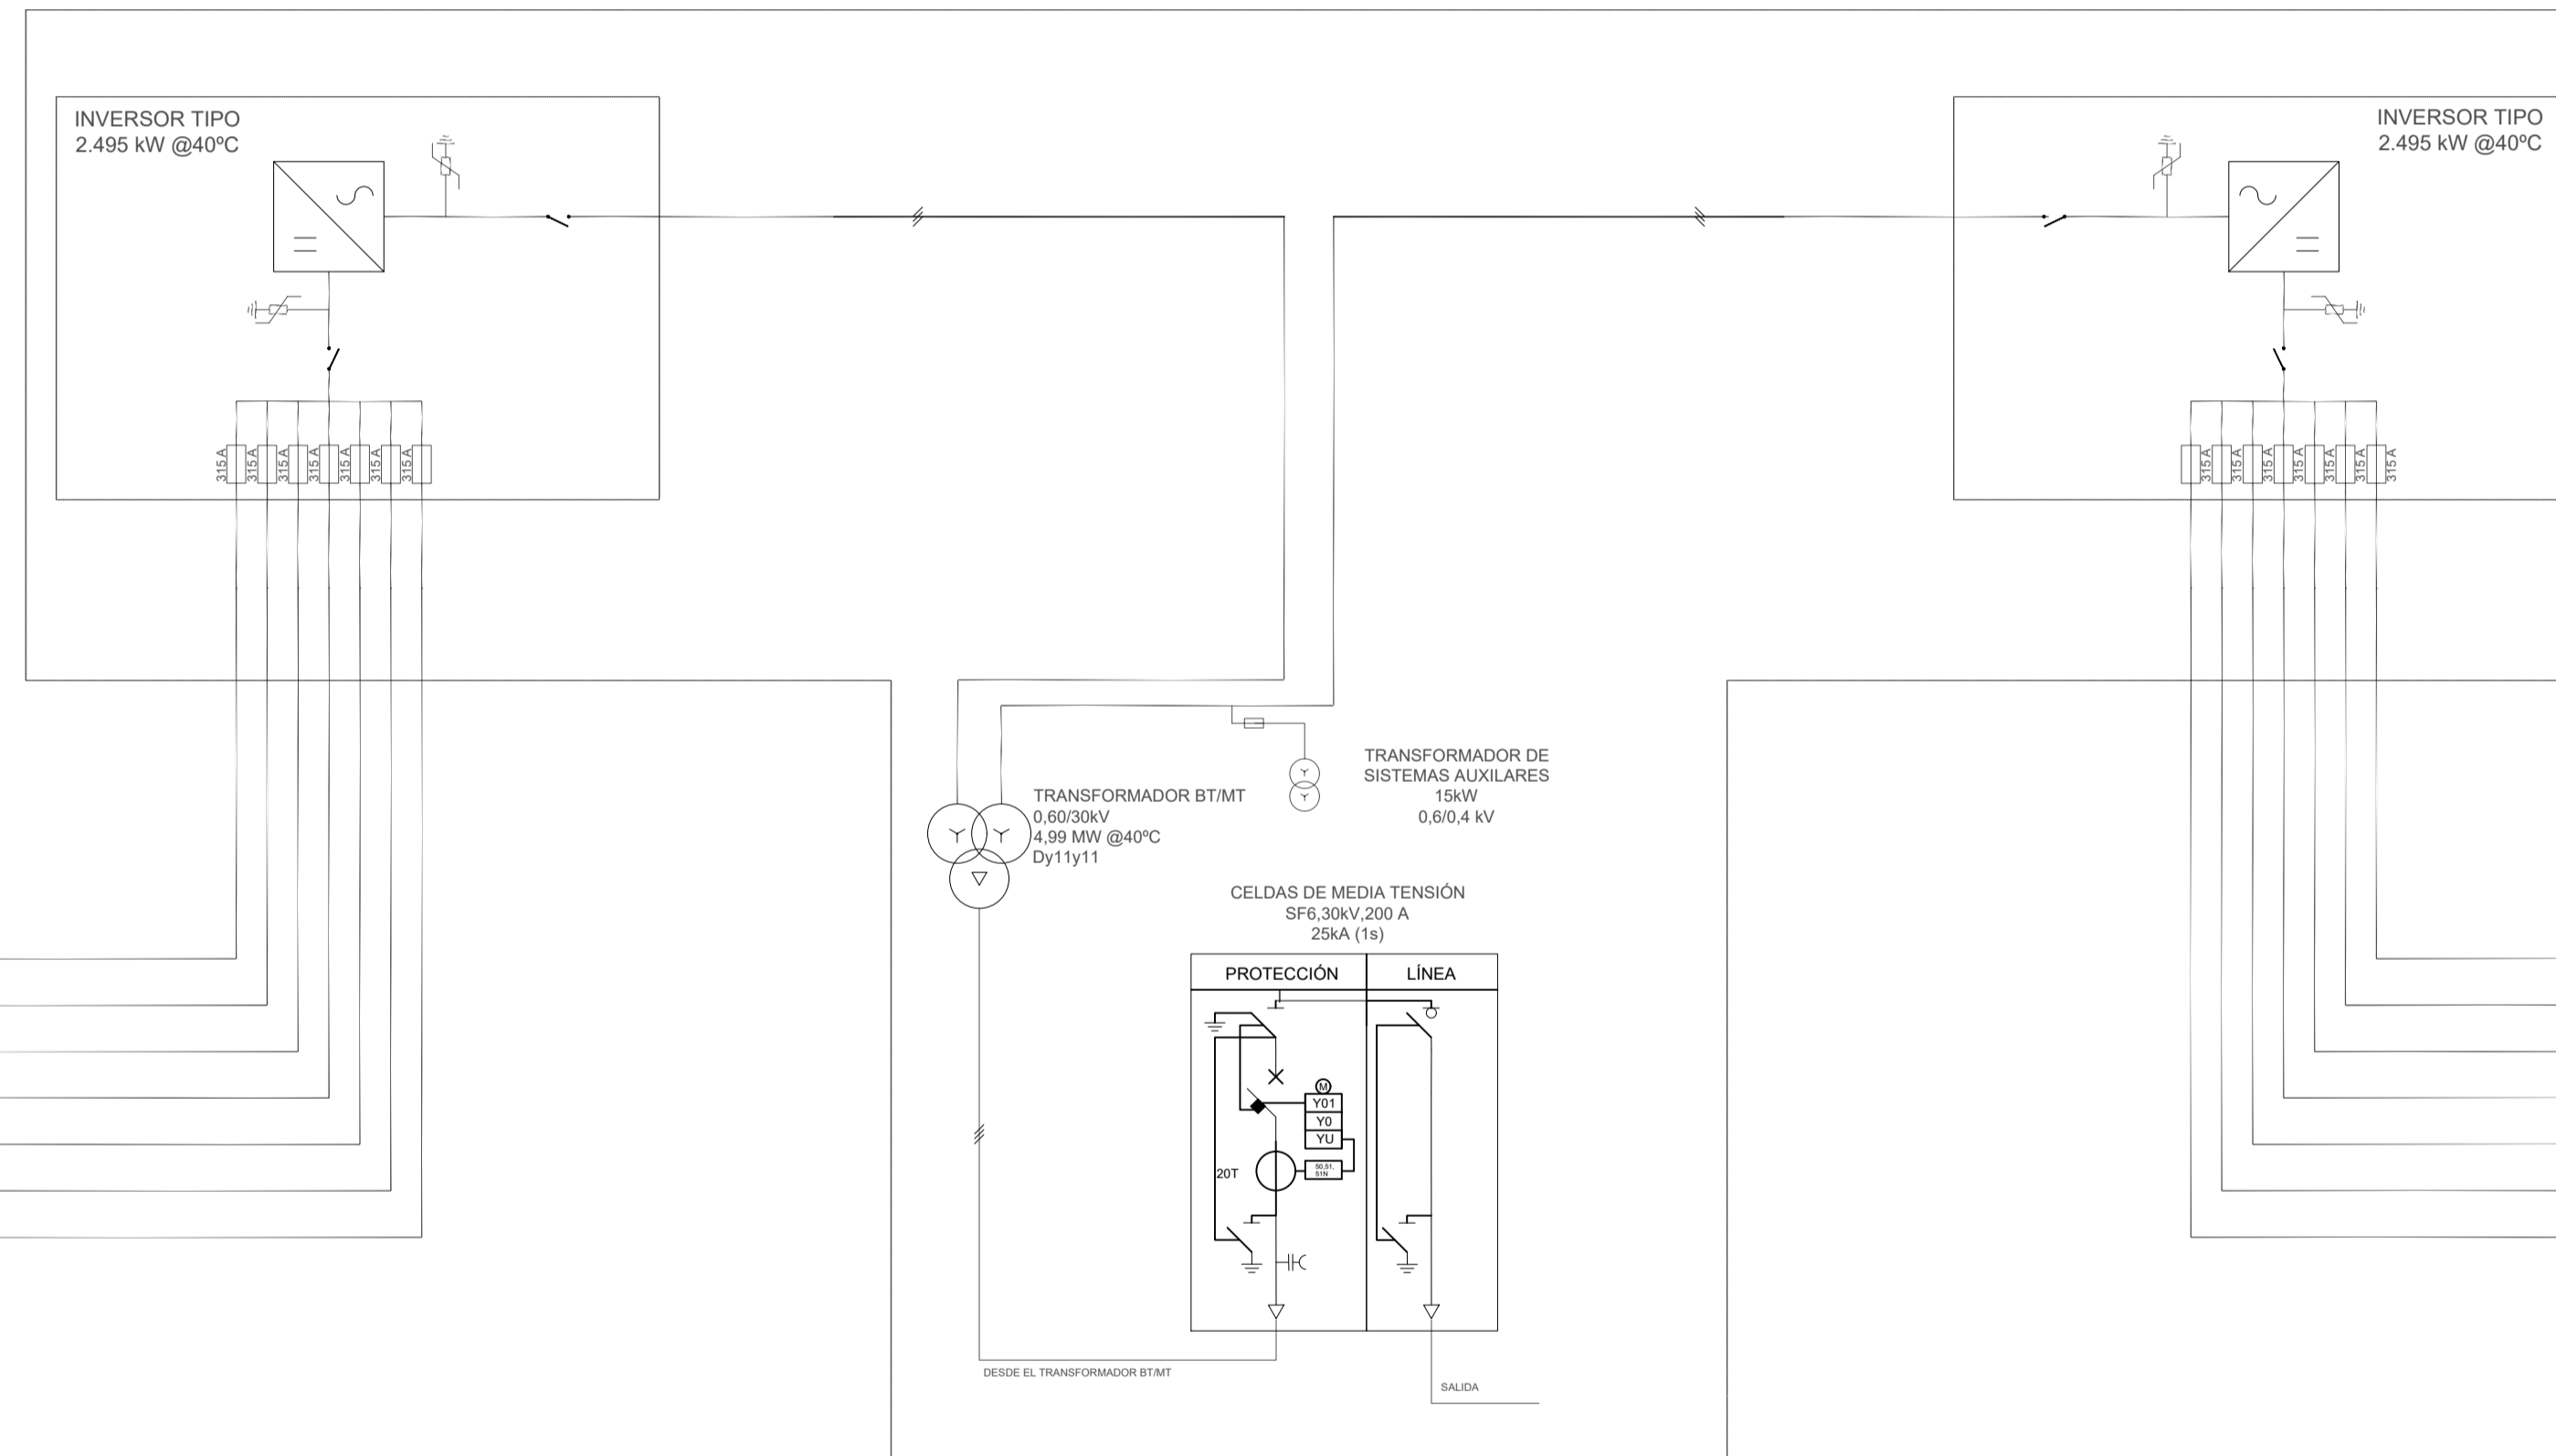 INVERSOR TIPO
2.495 kW @40ºC
INVERSOR TIPO
2.495 kW @40ºC
315 A
315 A
315 A
315 A
315 A
315 A
315 A
315 A
315 A
315 A
315 A
315 A
315 A
315 A
TRANSFORMADOR DE
SISTEMAS AUXILARES
15kW
0,6/0,4 kV
TRANSFORMADOR BT/MT
0,60/30kV
4,99 MW @40ºC
Dy11y11
CELDAS DE MEDIA TENSIÓN
SF6,30kV,200 A
25kA (1s)
PROTECCIÓN
LÍNEA
M
Y01
Y0
YU
50,51,
51N
20T
DESDE EL TRANSFORMADOR BT/MT
SALIDA